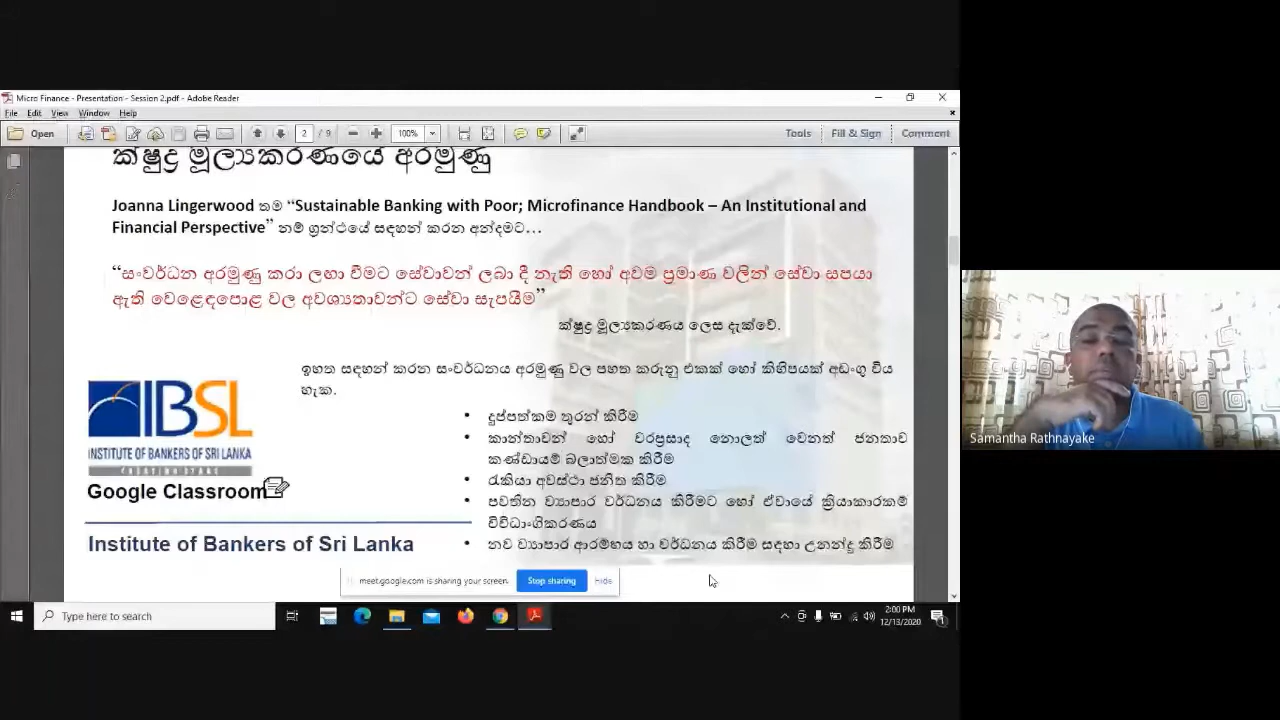 Micro Finance - Presentation - Session 2.pdf - Adobe Reader
File Edit View Window Help
Open 2 / 9 100% Tools Fill & Sign Comment
ක්ෂුද්‍ර මූල්‍යකරණයේ අරමුණු
Joanna Lingerwood තම “Sustainable Banking with Poor; Microfinance Handbook – An Institutional and
Financial Perspective” නම් ග්‍රන්ථයේ සඳහන් කරන අන්දමට…
“සංවර්ධන අරමුණු කරා ලඟා වීමට සේවාවන් ලබා දී නැති හෝ අවම ප්‍රමාණ වලින් සේවා සපයා
ඇති වෙළෙඳපොළ වල අවශ්‍යතාවන්ට සේවා සැපයීම”
ක්ෂුද්‍ර මූල්‍යකරණය ලෙස දැක්වේ.
ඉහත සඳහන් කරන සංවර්ධනය අරමුණු වල පහත කරුනු එකක් හෝ කිහිපයක් අඩංගු විය
හැක.
• දුප්පත්කම තුරන් කිරීම
• කාන්තාවන් හෝ වරප්‍රසාද නොලත් වෙනත් ජනතාව
කණ්ඩායම් බලාත්මක කිරීම
• රැකියා අවස්ථා ජනිත කිරීම
• පවතින ව්‍යාපාර වර්ධනය කිරීමට හෝ ඒවායේ ක්‍රියාකාරකම්
විවිධාංගිකරණය
• නව ව්‍යාපාර ආරම්භය හා වර්ධනය කිරීම සඳහා උනන්දු කිරීම
IBSL
INSTITUTE OF BANKERS OF SRI LANKA
CREATING STARS
Google Classroom
Institute of Bankers of Sri Lanka
meet.google.com is sharing your screen. Stop sharing Hide
Type here to search
2:00 PM
12/13/2020
Samantha Rathnayake